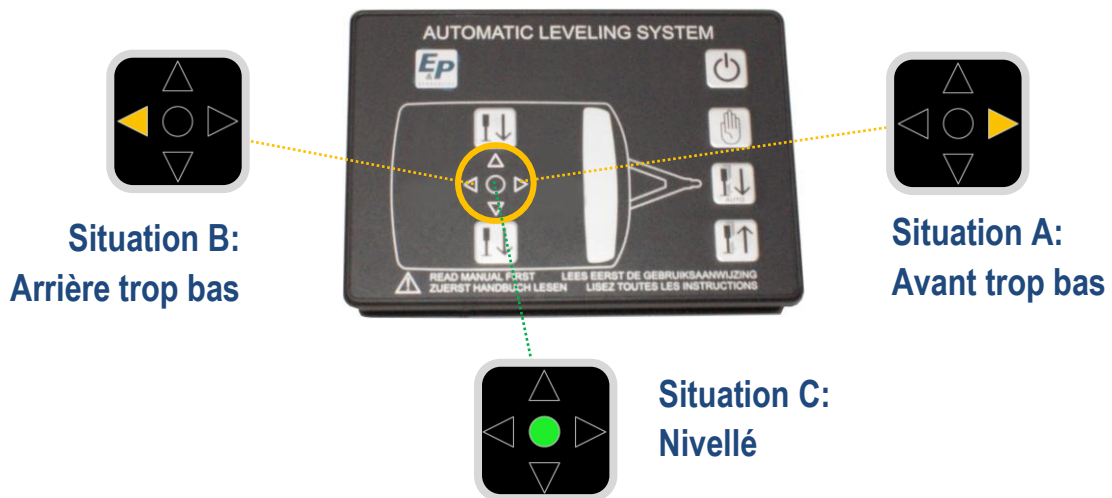 AUTOMATIC LEVELING SYSTEM
E&P
AUTO
Situation B:
Arrière trop bas
Situation A:
Avant trop bas
READ MANUAL FIRST LEES EERST DE GEBRUIKSAANWIJZING
ZUERST HANDBUCH LESEN LISEZ TOUTES LES INSTRUCTIONS
Situation C:
Nivellé